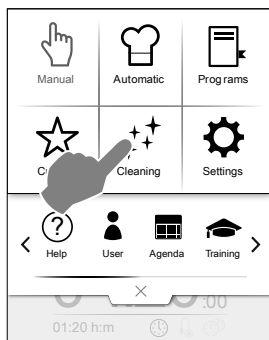 Manual Automatic Programs
Cleaning Settings
?
Help User Agenda Training
:00
01:20 h:m